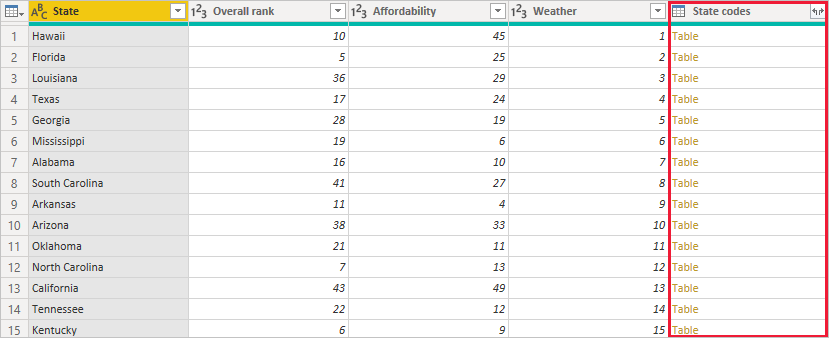 ABC State 123 Overall rank 123 Affordability 123 Weather State codes
1 Hawaii 10 45 1 Table
2 Florida 5 25 2 Table
3 Louisiana 36 29 3 Table
4 Texas 17 24 4 Table
5 Georgia 28 19 5 Table
6 Mississippi 19 6 6 Table
7 Alabama 16 10 7 Table
8 South Carolina 41 27 8 Table
9 Arkansas 11 4 9 Table
10 Arizona 38 33 10 Table
11 Oklahoma 21 11 11 Table
12 North Carolina 7 13 12 Table
13 California 43 49 13 Table
14 Tennessee 22 12 14 Table
15 Kentucky 6 9 15 Table